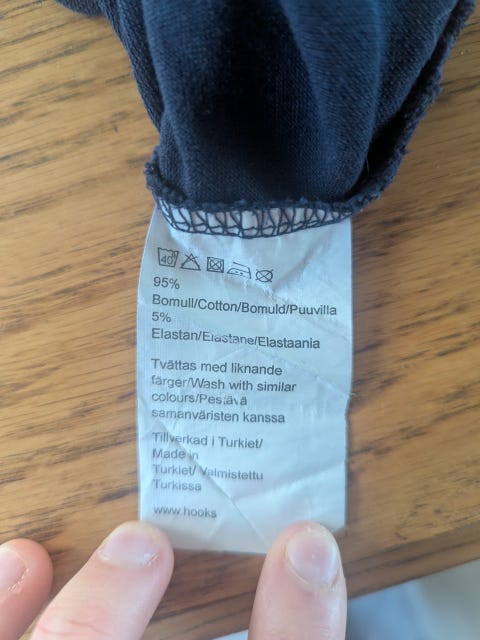 40
95%
Bomull/Cotton/Bomuld/Puuvilla
5%
Elastan/Elastane/Elastaania
Tvättas med liknande
färger/Wash with similar
colours/Pestävä
samanväristen kanssa
Tillverkad i Turkiet/
Made in
Turkiet/ Valmistettu
Turkissa
www hooks